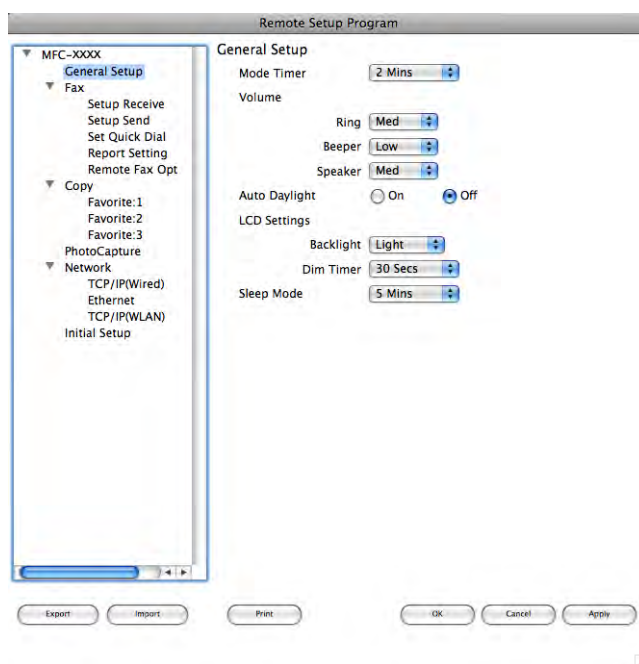 Remote Setup Program
MFC-XXXX
General Setup
Fax
Setup Receive
Setup Send
Set Quick Dial
Report Setting
Remote Fax Opt
Copy
Favorite:1
Favorite:2
Favorite:3
PhotoCapture
Network
TCP/IP(Wired)
Ethernet
TCP/IP(WLAN)
Initial Setup
General Setup
Mode Timer 2 Mins
Volume
Ring Med
Beeper Low
Speaker Med
Auto Daylight On Off
LCD Settings
Backlight Light
Dim Timer 30 Secs
Sleep Mode 5 Mins
Export Import Print OK Cancel Apply